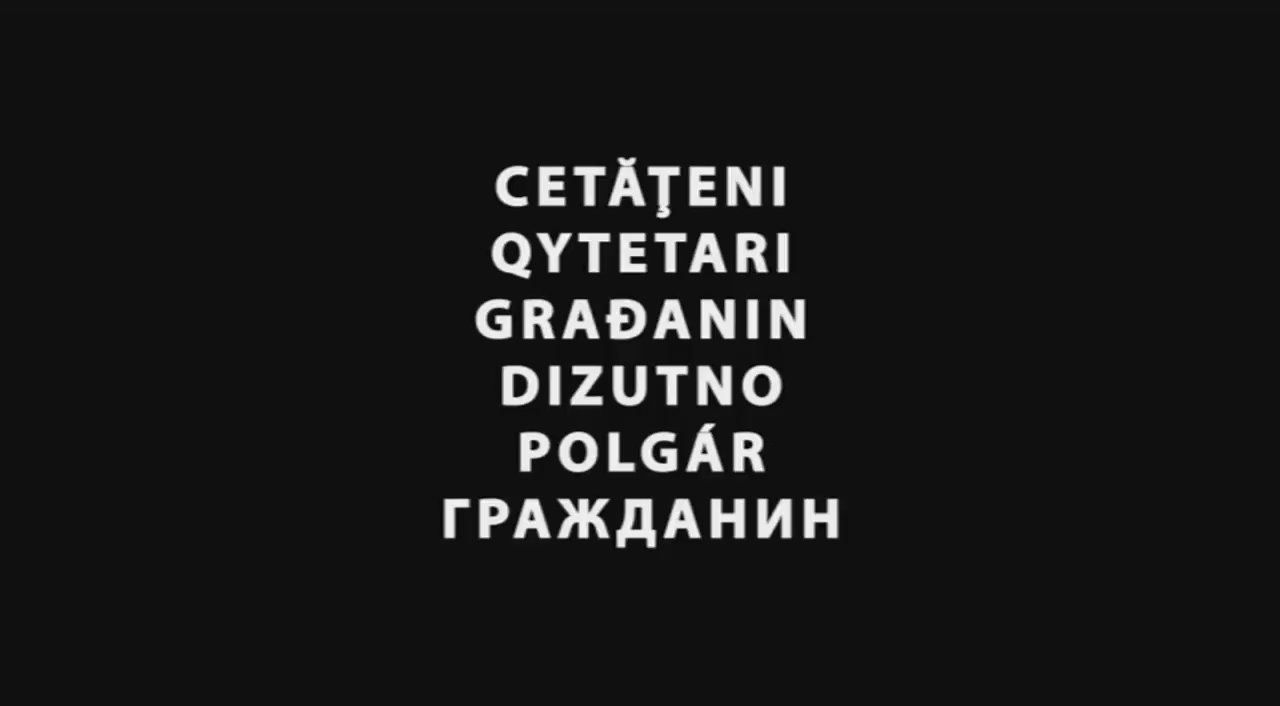 CETĂŢENI
QYTETARI
GRAĐANIN
DIZUTNO
POLGÁR
ГРАЖДАНИН